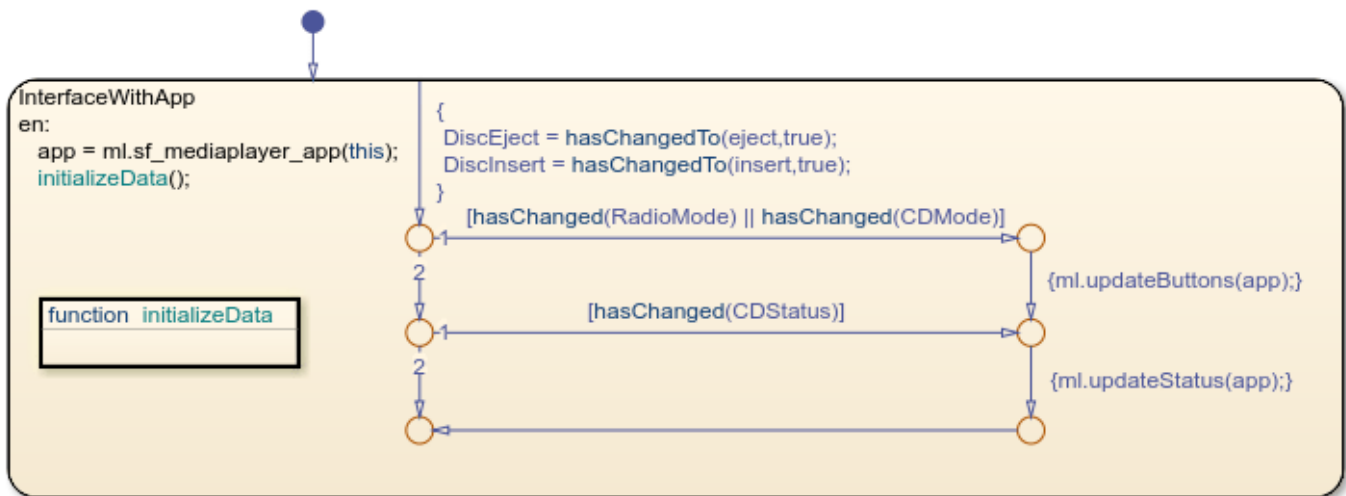 InterfaceWithApp
en:
app = ml.sf_mediaplayer_app(this);
initializeData();
{
DiscEject = hasChangedTo(eject,true);
DiscInsert = hasChangedTo(insert,true);
}
[hasChanged(RadioMode) || hasChanged(CDMode)]
1
2
{ml.updateButtons(app);}
function initializeData
[hasChanged(CDStatus)]
1
2
{ml.updateStatus(app);}